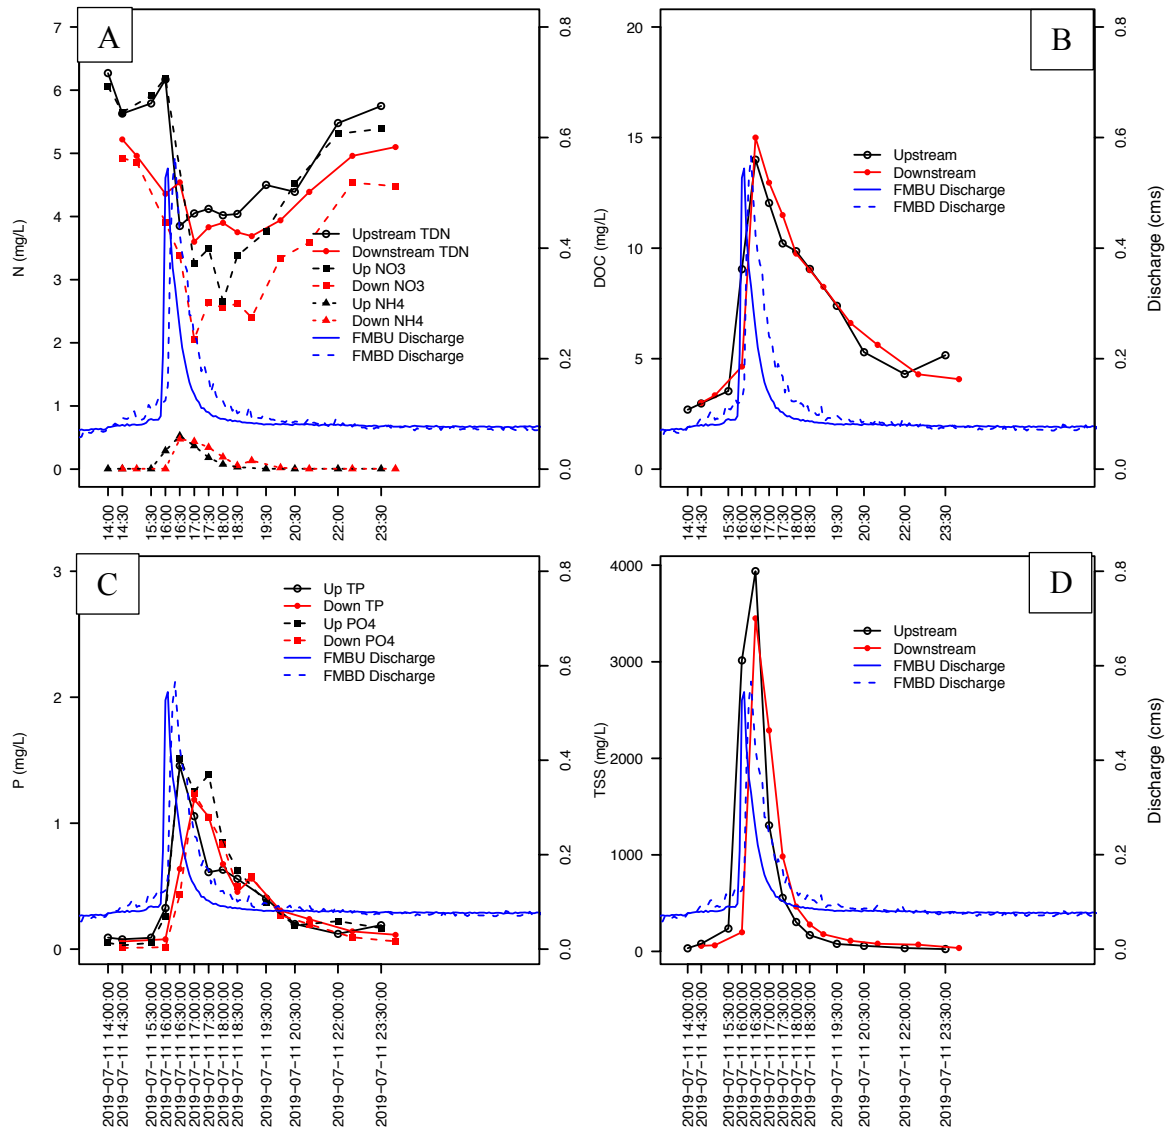 A
7
6
5
4
3
2
1
0
N (mg/L)
0.8
0.6
0.4
0.2
0.0
Upstream TDN
Downstream TDN
Up NO3
Down NO3
Up NH4
Down NH4
FMBU Discharge
FMBD Discharge
14:00
14:30
15:30
16:00
16:30
17:00
17:30
18:00
18:30
19:30
20:30
22:00
23:30
B
20
15
10
5
0
DOC (mg/L)
0.8
0.6
0.4
0.2
0.0
Discharge (cms)
Upstream
Downstream
FMBU Discharge
FMBD Discharge
14:00
14:30
15:30
16:00
16:30
17:00
17:30
18:00
18:30
19:30
20:30
22:00
23:30
C
3
2
1
0
P (mg/L)
0.8
0.6
0.4
0.2
0.0
Up TP
Down TP
Up PO4
Down PO4
FMBU Discharge
FMBD Discharge
2019-07-11 14:00:00
2019-07-11 14:30:00
2019-07-11 15:30:00
2019-07-11 16:00:00
2019-07-11 16:30:00
2019-07-11 17:00:00
2019-07-11 17:30:00
2019-07-11 18:00:00
2019-07-11 18:30:00
2019-07-11 19:30:00
2019-07-11 20:30:00
2019-07-11 22:00:00
2019-07-11 23:30:00
D
4000
3000
2000
1000
0
TSS (mg/L)
0.8
0.6
0.4
0.2
0.0
Discharge (cms)
Upstream
Downstream
FMBU Discharge
FMBD Discharge
2019-07-11 14:00:00
2019-07-11 14:30:00
2019-07-11 15:30:00
2019-07-11 16:00:00
2019-07-11 16:30:00
2019-07-11 17:00:00
2019-07-11 17:30:00
2019-07-11 18:00:00
2019-07-11 18:30:00
2019-07-11 19:30:00
2019-07-11 20:30:00
2019-07-11 22:00:00
2019-07-11 23:30:00